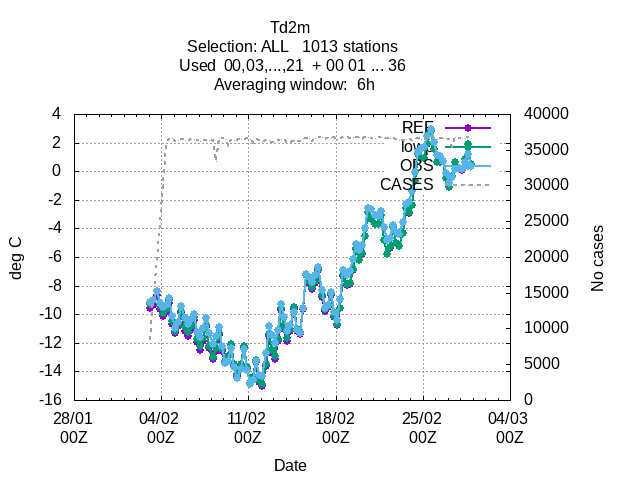 Td2m
Selection: ALL   1013 stations
Used  00,03,...,21  + 00 01 ... 36
Averaging window:  6h
4
2
0
-2
-4
-6
-8
-10
-12
-14
-16
deg C
40000
35000
30000
25000
20000
15000
10000
5000
0
No cases
REF
OBS
CASES
28/01 04/02 11/02 18/02 25/02 04/03
00Z 00Z 00Z 00Z 00Z 00Z
Date